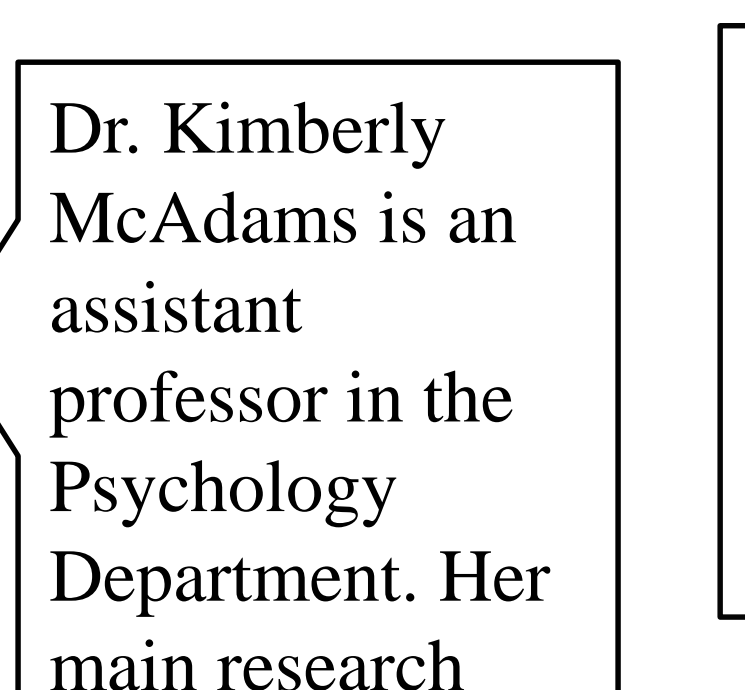 Dr. Kimberly
McAdams is an
assistant
professor in the
Psychology
Department. Her
main research